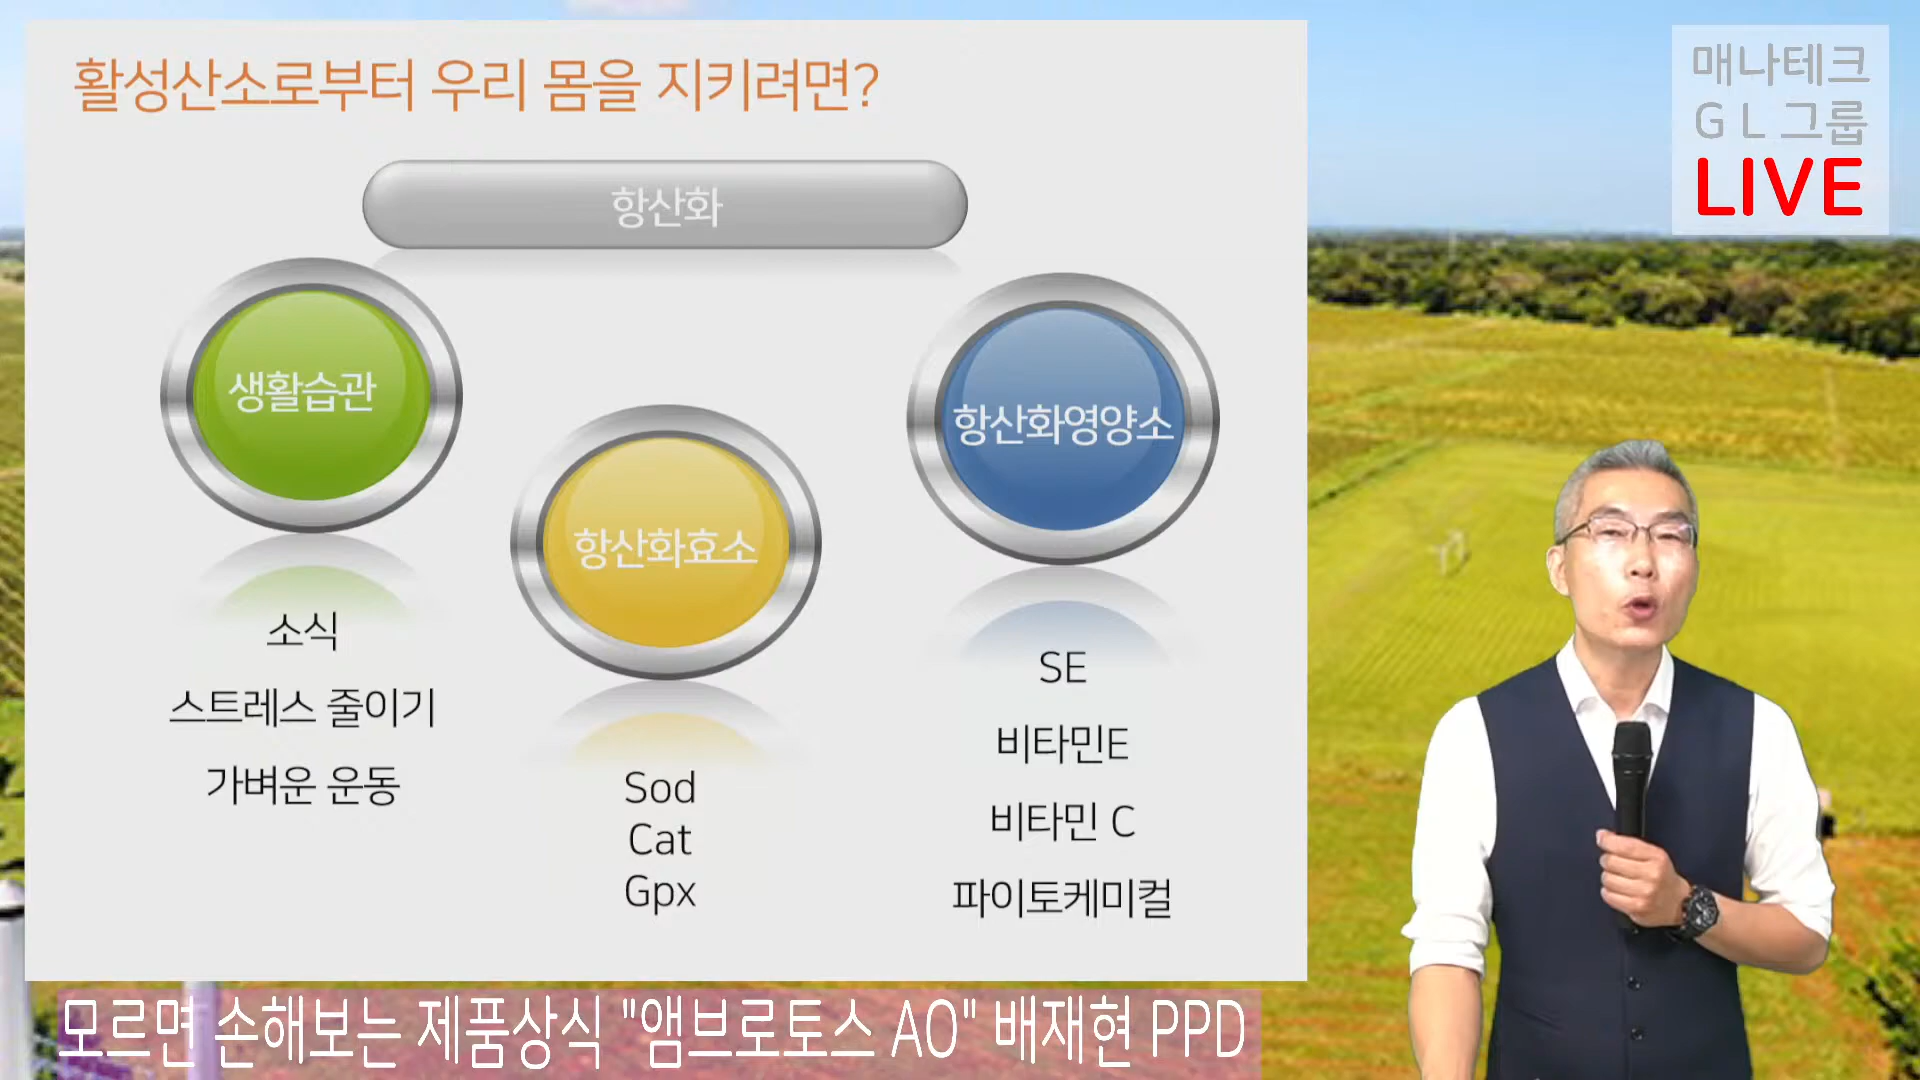 활성산소로부터 우리 몸을 지키려면?
항산화
생활습관
소식
스트레스 줄이기
가벼운 운동
항산화효소
Sod
Cat
Gpx
항산화영양소
SE
비타민E
비타민 C
파이토케미컬
매나테크
G L 그룹
LIVE
모르면 손해보는 제품상식 "앰브로토스 AO" 배재현 PPD